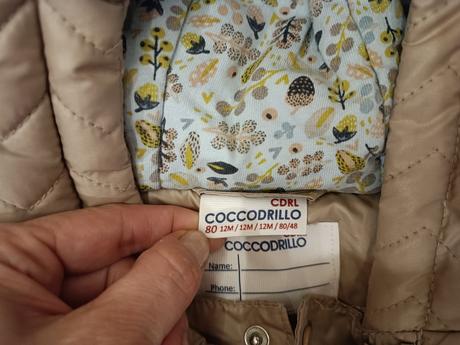 CDRL
COCCODRILLO
80 12M / 12M / 12M / 80/48
COCCODRILLO
Name:
Phone: